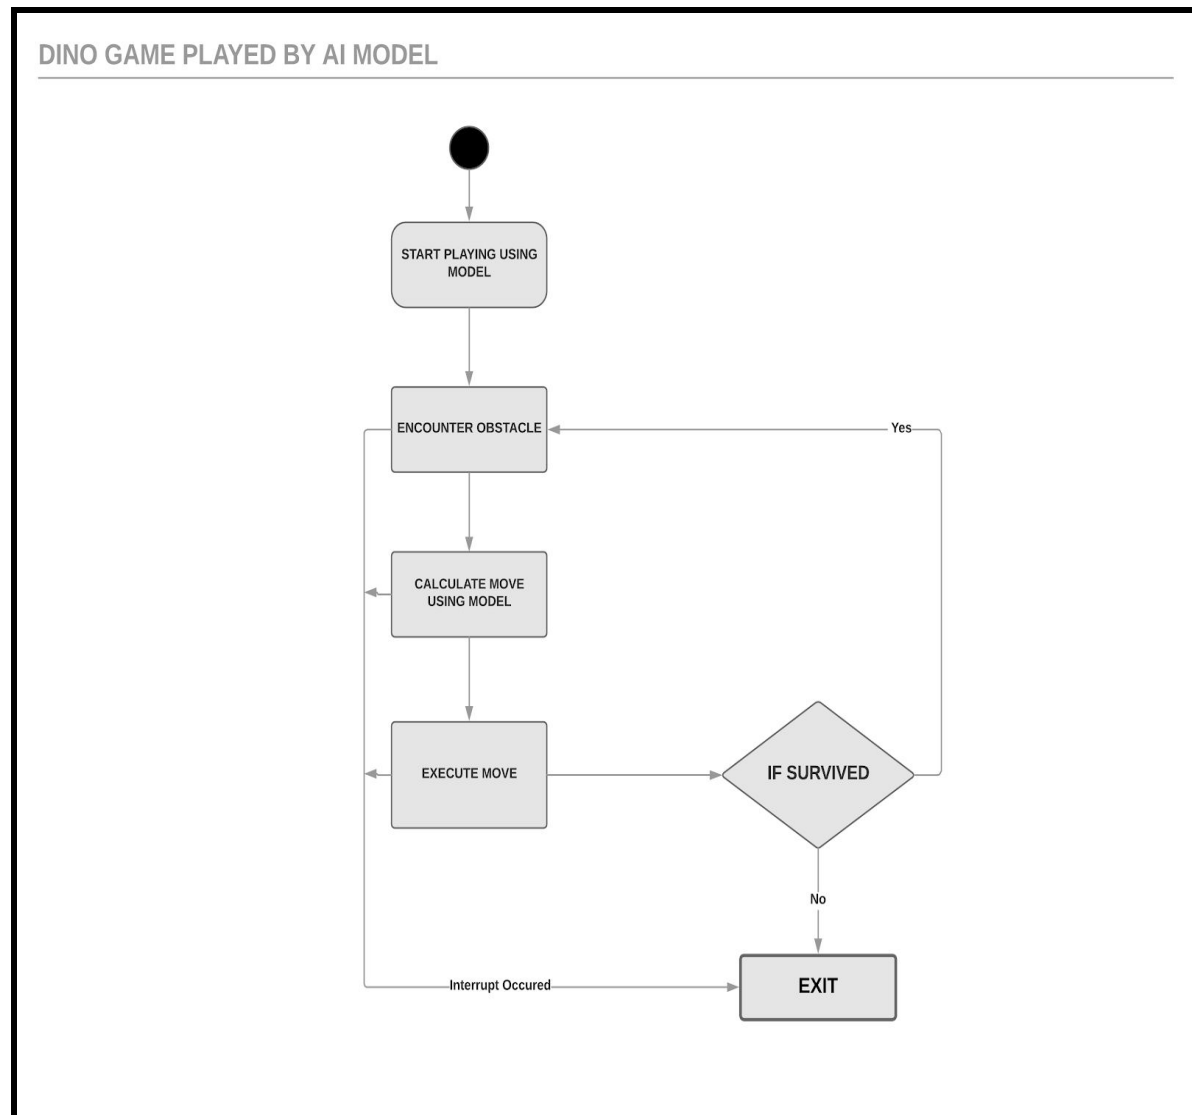 DINO GAME PLAYED BY AI MODEL
START PLAYING USING
MODEL
ENCOUNTER OBSTACLE
Yes
CALCULATE MOVE
USING MODEL
EXECUTE MOVE
IF SURVIVED
No
Interrupt Occured
EXIT